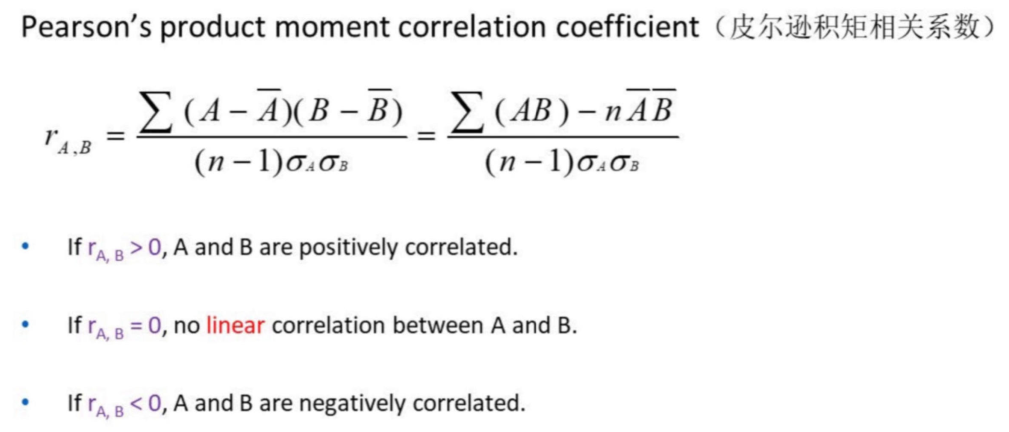 Pearson’s product moment correlation coefficient（皮尔逊积矩相关系数）
r_{A,B} = \frac{\sum (A - \overline{A})(B - \overline{B})}{(n-1)\sigma_A \sigma_B} = \frac{\sum (AB) - n\overline{A}\overline{B}}{(n-1)\sigma_A \sigma_B}
• If r_{A, B} > 0, A and B are positively correlated.
• If r_{A, B} = 0, no linear correlation between A and B.
• If r_{A, B} < 0, A and B are negatively correlated.